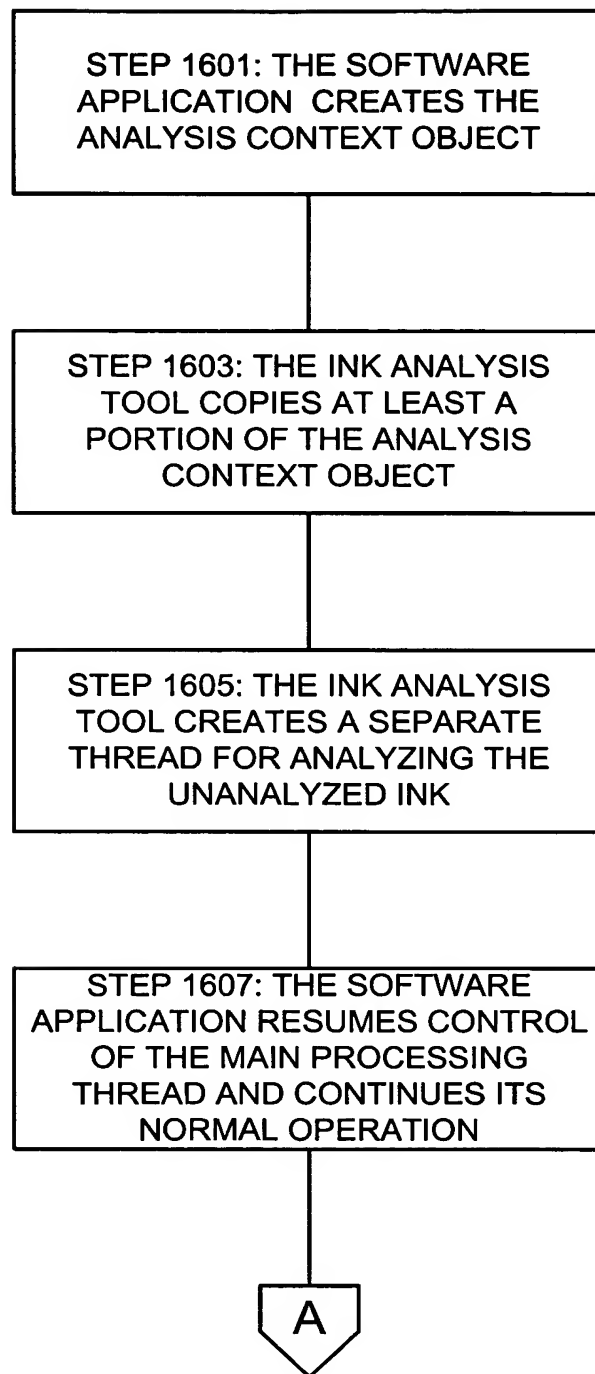 STEP 1601: THE SOFTWARE
APPLICATION CREATES THE
ANALYSIS CONTEXT OBJECT
STEP 1603: THE INK ANALYSIS
TOOL COPIES AT LEAST A
PORTION OF THE ANALYSIS
CONTEXT OBJECT
STEP 1605: THE INK ANALYSIS
TOOL CREATES A SEPARATE
THREAD FOR ANALYZING THE
UNANALYZED INK
STEP 1607: THE SOFTWARE
APPLICATION RESUMES CONTROL
OF THE MAIN PROCESSING
THREAD AND CONTINUES ITS
NORMAL OPERATION
A